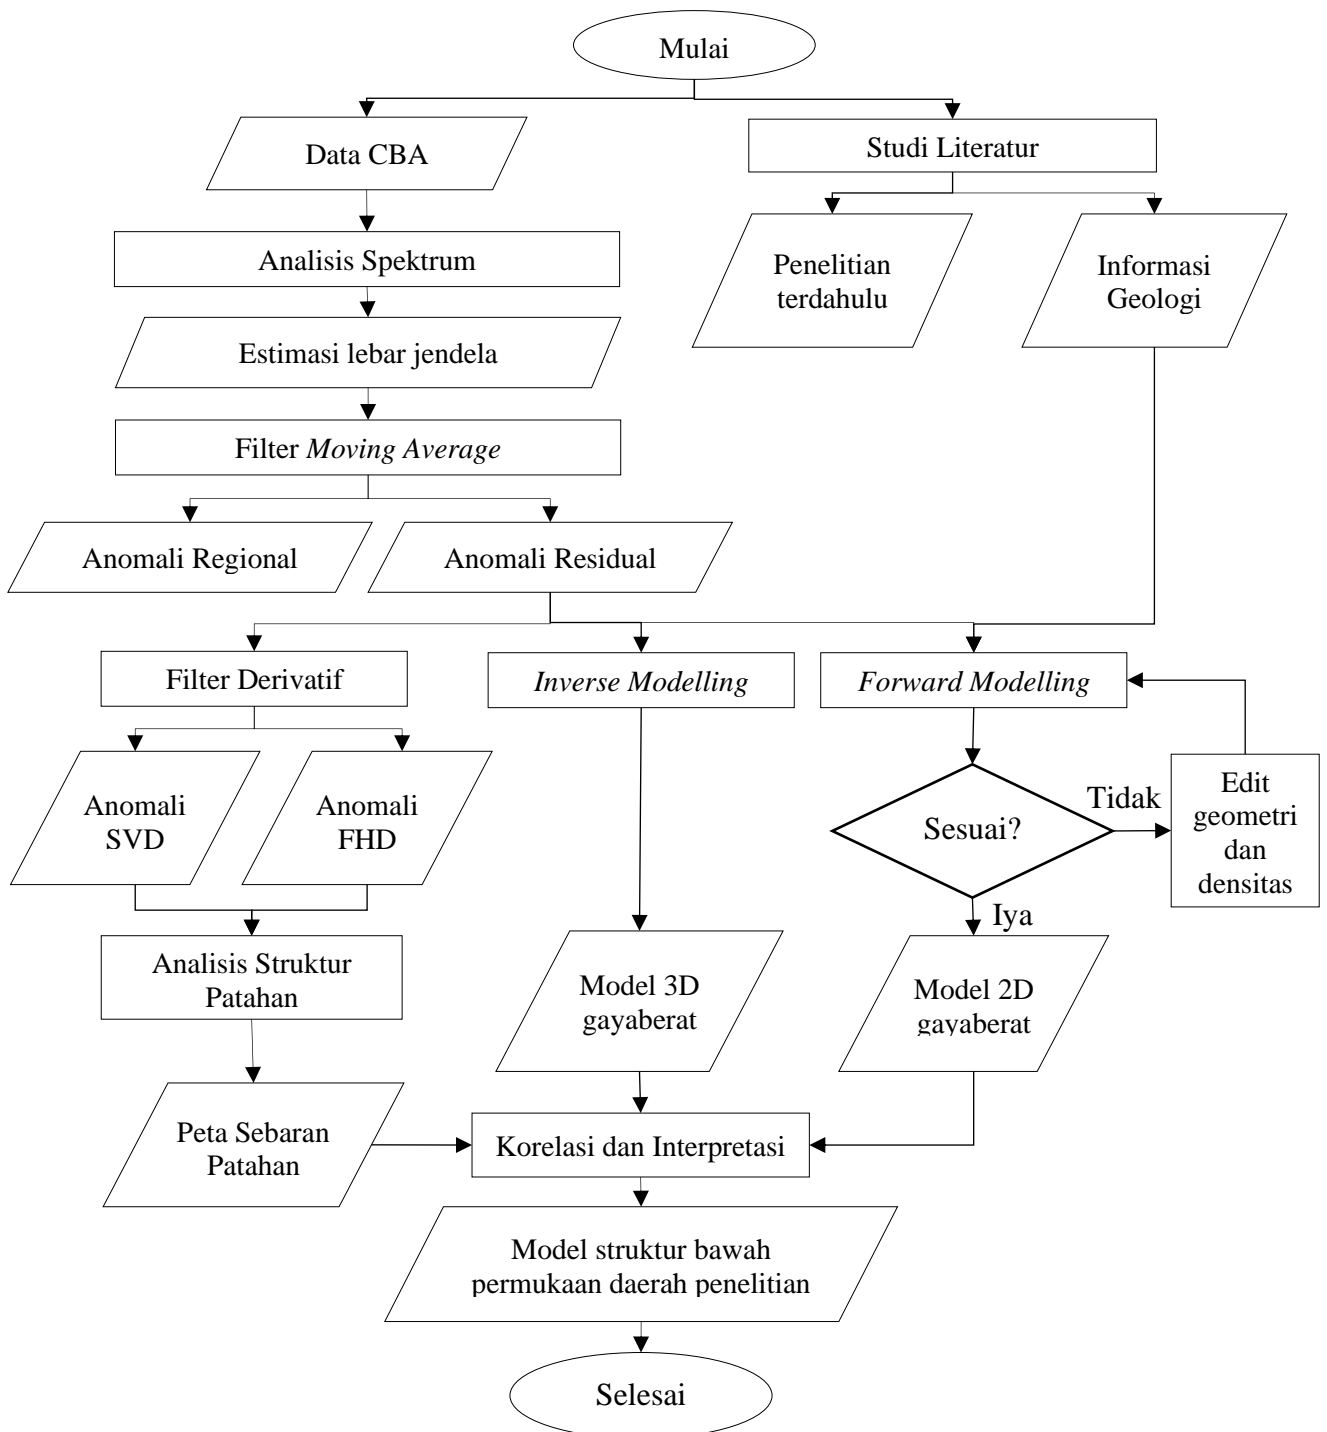 Mulai
Data CBA
Studi Literatur
Analisis Spektrum
Penelitian
terdahulu
Informasi
Geologi
Estimasi lebar jendela
Filter Moving Average
Anomali Regional
Anomali Residual
Filter Derivatif
Inverse Modelling
Forward Modelling
Anomali
SVD
Anomali
FHD
Sesuai?
Tidak
Edit
geometri
dan
densitas
Iya
Analisis Struktur
Patahan
Model 3D
gayaberat
Model 2D
gayaberat
Peta Sebaran
Patahan
Korelasi dan Interpretasi
Model struktur bawah
permukaan daerah penelitian
Selesai